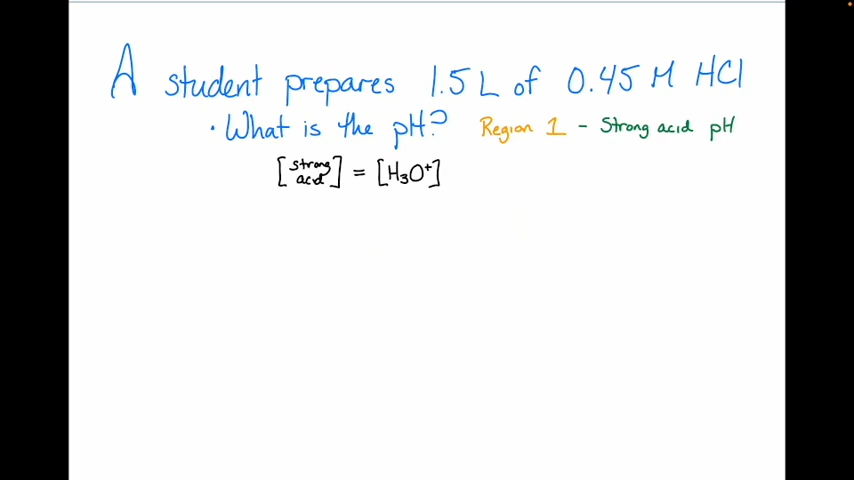 A student prepares 1.5 L of 0.45 M HCl
• What is the pH? Region 1 - Strong acid pH
[strong acid] = [H₃O⁺]